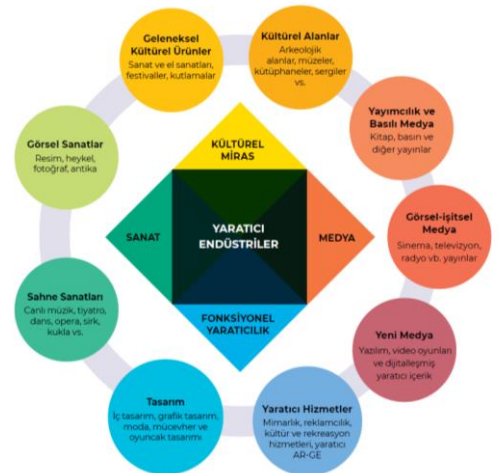 Geleneksel
Kültürel Ürünler
Sanat ve el sanatları,
festivaller, kutlamalar
Kültürel Alanlar
Arkeolojik
alanlar, müzeler,
kütüphaneler, sergiler
vs.
Yayımcılık ve
Basılı Medya
Kitap, basın ve
diğer yayınlar
Görsel-işitsel
Medya
Sinema, televizyon,
radyo vb. yayınlar
Yeni Medya
Yazılım, video oyunları
ve dijitalleşmiş
yaratıcı içerik
Yaratıcı Hizmetler
Mimarlık, reklamcılık,
kültür ve rekreasyon
hizmetleri, yaratıcı
AR-GE
Tasarım
İç tasarım, grafik tasarım,
moda, mücevher ve
oyuncak tasarımı
Sahne Sanatları
Canlı müzik, tiyatro,
dans, opera, sirk,
kukla vs.
Görsel Sanatlar
Resim, heykel,
fotoğraf, antika
KÜLTÜREL
MİRAS
SANAT
YARATICI
ENDÜSTRİLER
MEDYA
FONKSİYONEL
YARATICILIK